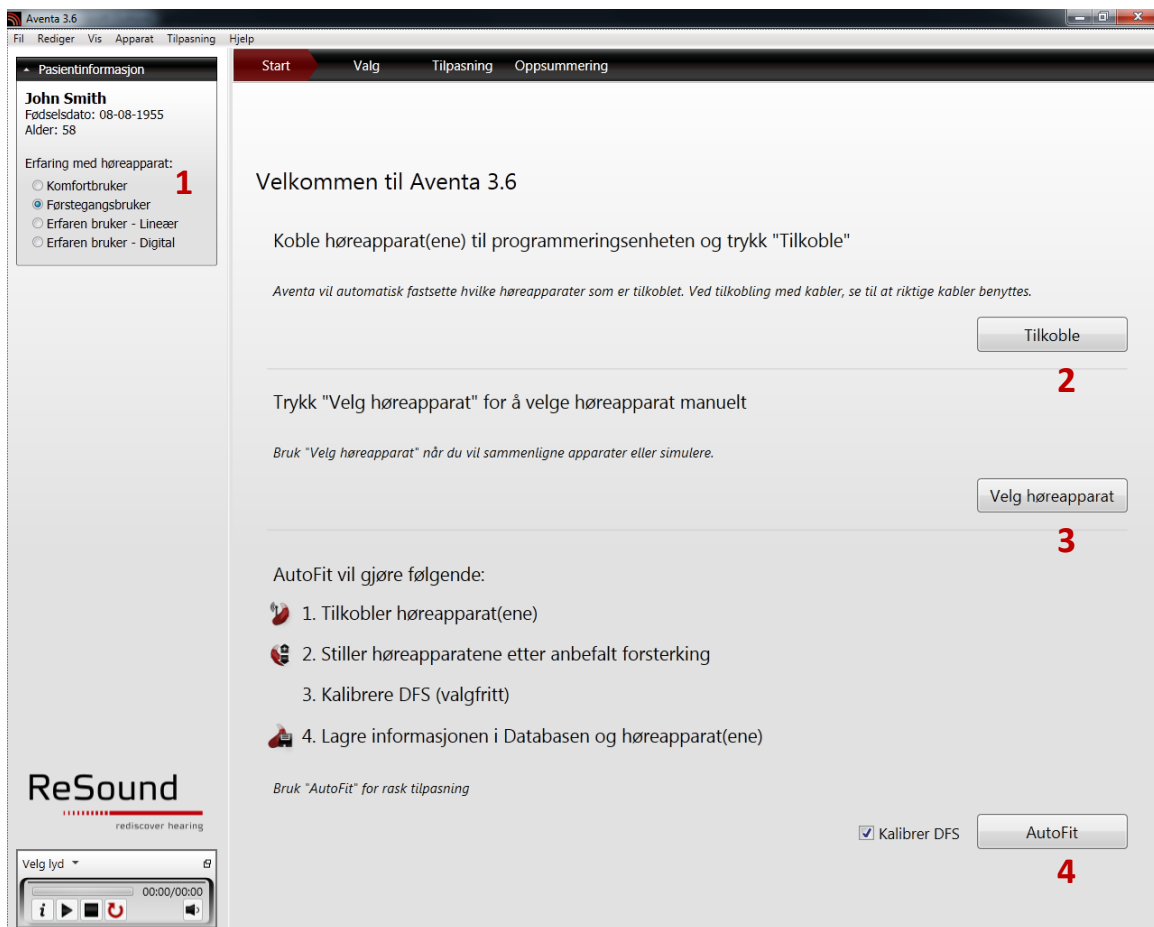 Aventa 3.6
Fil Rediger Vis Apparat Tilpasning Hjelp
Pasientinformasjon
John Smith
Fødselsdato: 08-08-1955
Alder: 58
Erfaring med høreapparat:
1
Komfortbruker
Førstegangsbruker
Erfaren bruker - Lineær
Erfaren bruker - Digital
Start Valg Tilpasning Oppsummering
Velkommen til Aventa 3.6
Koble høreapparat(ene) til programmeringsenheten og trykk "Tilkoble"
Aventa vil automatisk fastsette hvilke høreapparater som er tilkoblet. Ved tilkobling med kabler, se til at riktige kabler benyttes.
Tilkoble
2
Trykk "Velg høreapparat" for å velge høreapparat manuelt
Bruk "Velg høreapparat" når du vil sammenligne apparater eller simulere.
Velg høreapparat
3
AutoFit vil gjøre følgende:
1. Tilkobler høreapparat(ene)
2. Stiller høreapparatene etter anbefalt forsterking
3. Kalibrere DFS (valgfritt)
4. Lagre informasjonen i Databasen og høreapparat(ene)
Bruk "AutoFit" for rask tilpasning
Kalibrer DFS
AutoFit
4
ReSound
rediscover hearing
Velg lyd
00:00/00:00
i